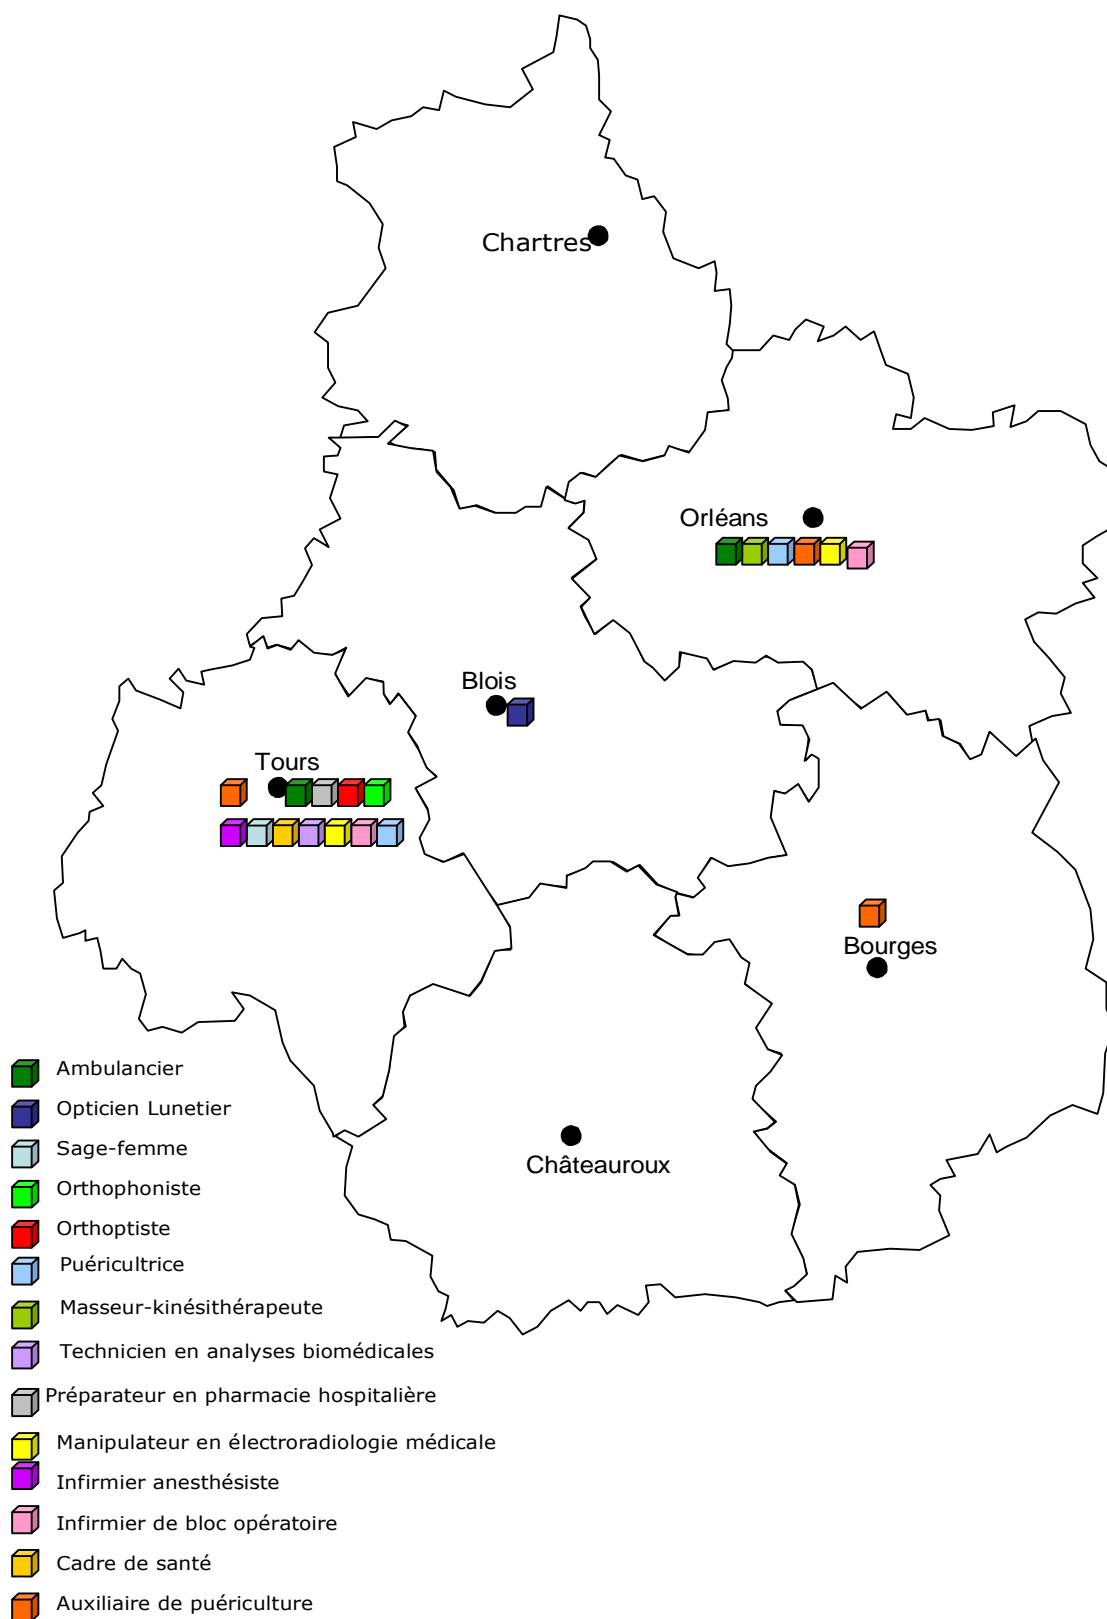 Chartres
Orléans
Blois
Tours
Bourges
Châteauroux
Ambulancier
Opticien Lunetier
Sage-femme
Orthophoniste
Orthoptiste
Puéricultrice
Masseur-kinésithérapeute
Technicien en analyses biomédicales
Préparateur en pharmacie hospitalière
Manipulateur en électroradiologie médicale
Infirmier anesthésiste
Infirmier de bloc opératoire
Cadre de santé
Auxiliaire de puériculture